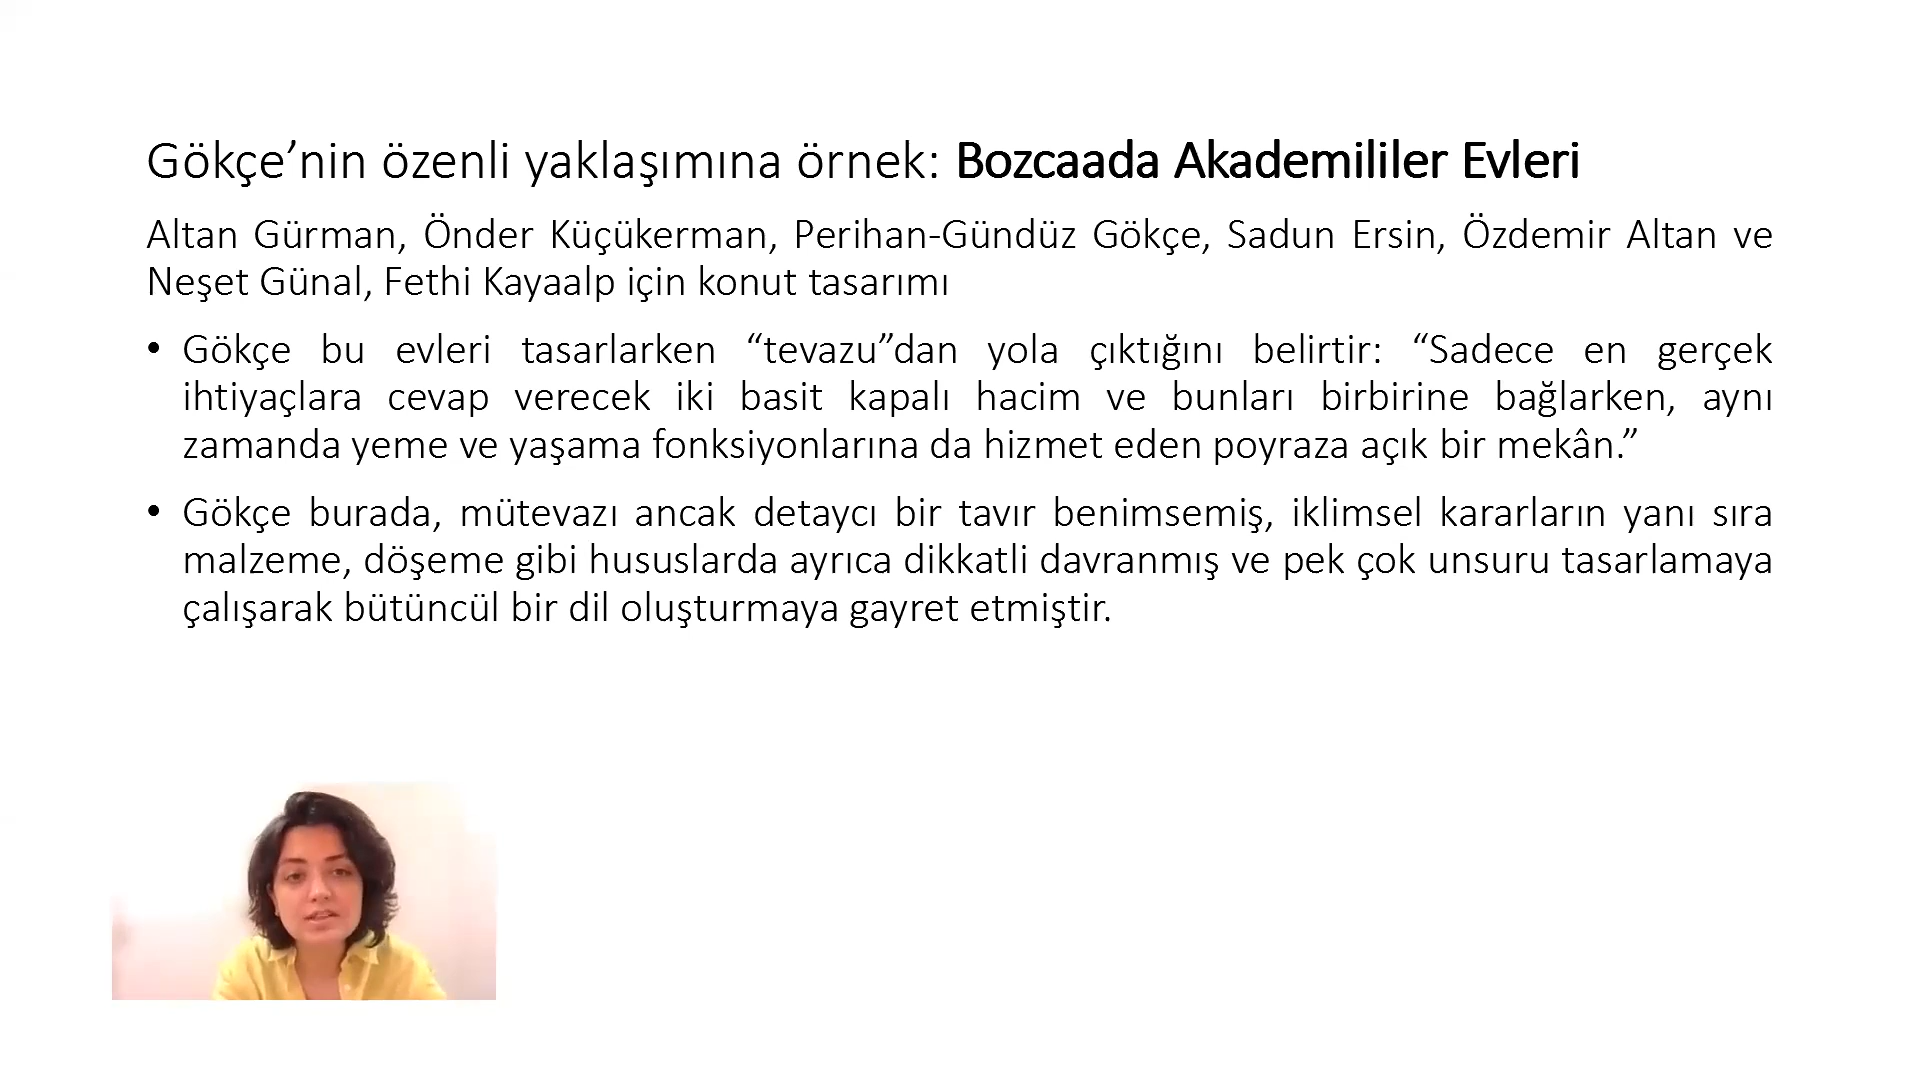 Gökçe’nin özenli yaklaşımına örnek: Bozcaada Akademililer Evleri
Altan Gürman, Önder Küçükerman, Perihan-Gündüz Gökçe, Sadun Ersin, Özdemir Altan ve
Neşet Günal, Fethi Kayaalp için konut tasarımı
• Gökçe bu evleri tasarlarken “tevazu”dan yola çıktığını belirtir: “Sadece en gerçek
ihtiyaçlara cevap verecek iki basit kapalı hacim ve bunları birbirine bağlarken, aynı
zamanda yeme ve yaşama fonksiyonlarına da hizmet eden poyraza açık bir mekân.”
• Gökçe burada, mütevazı ancak detaycı bir tavır benimsemiş, iklimsel kararların yanı sıra
malzeme, döşeme gibi hususlarda ayrıca dikkatli davranmış ve pek çok unsuru tasarlamaya
çalışarak bütüncül bir dil oluşturmaya gayret etmiştir.